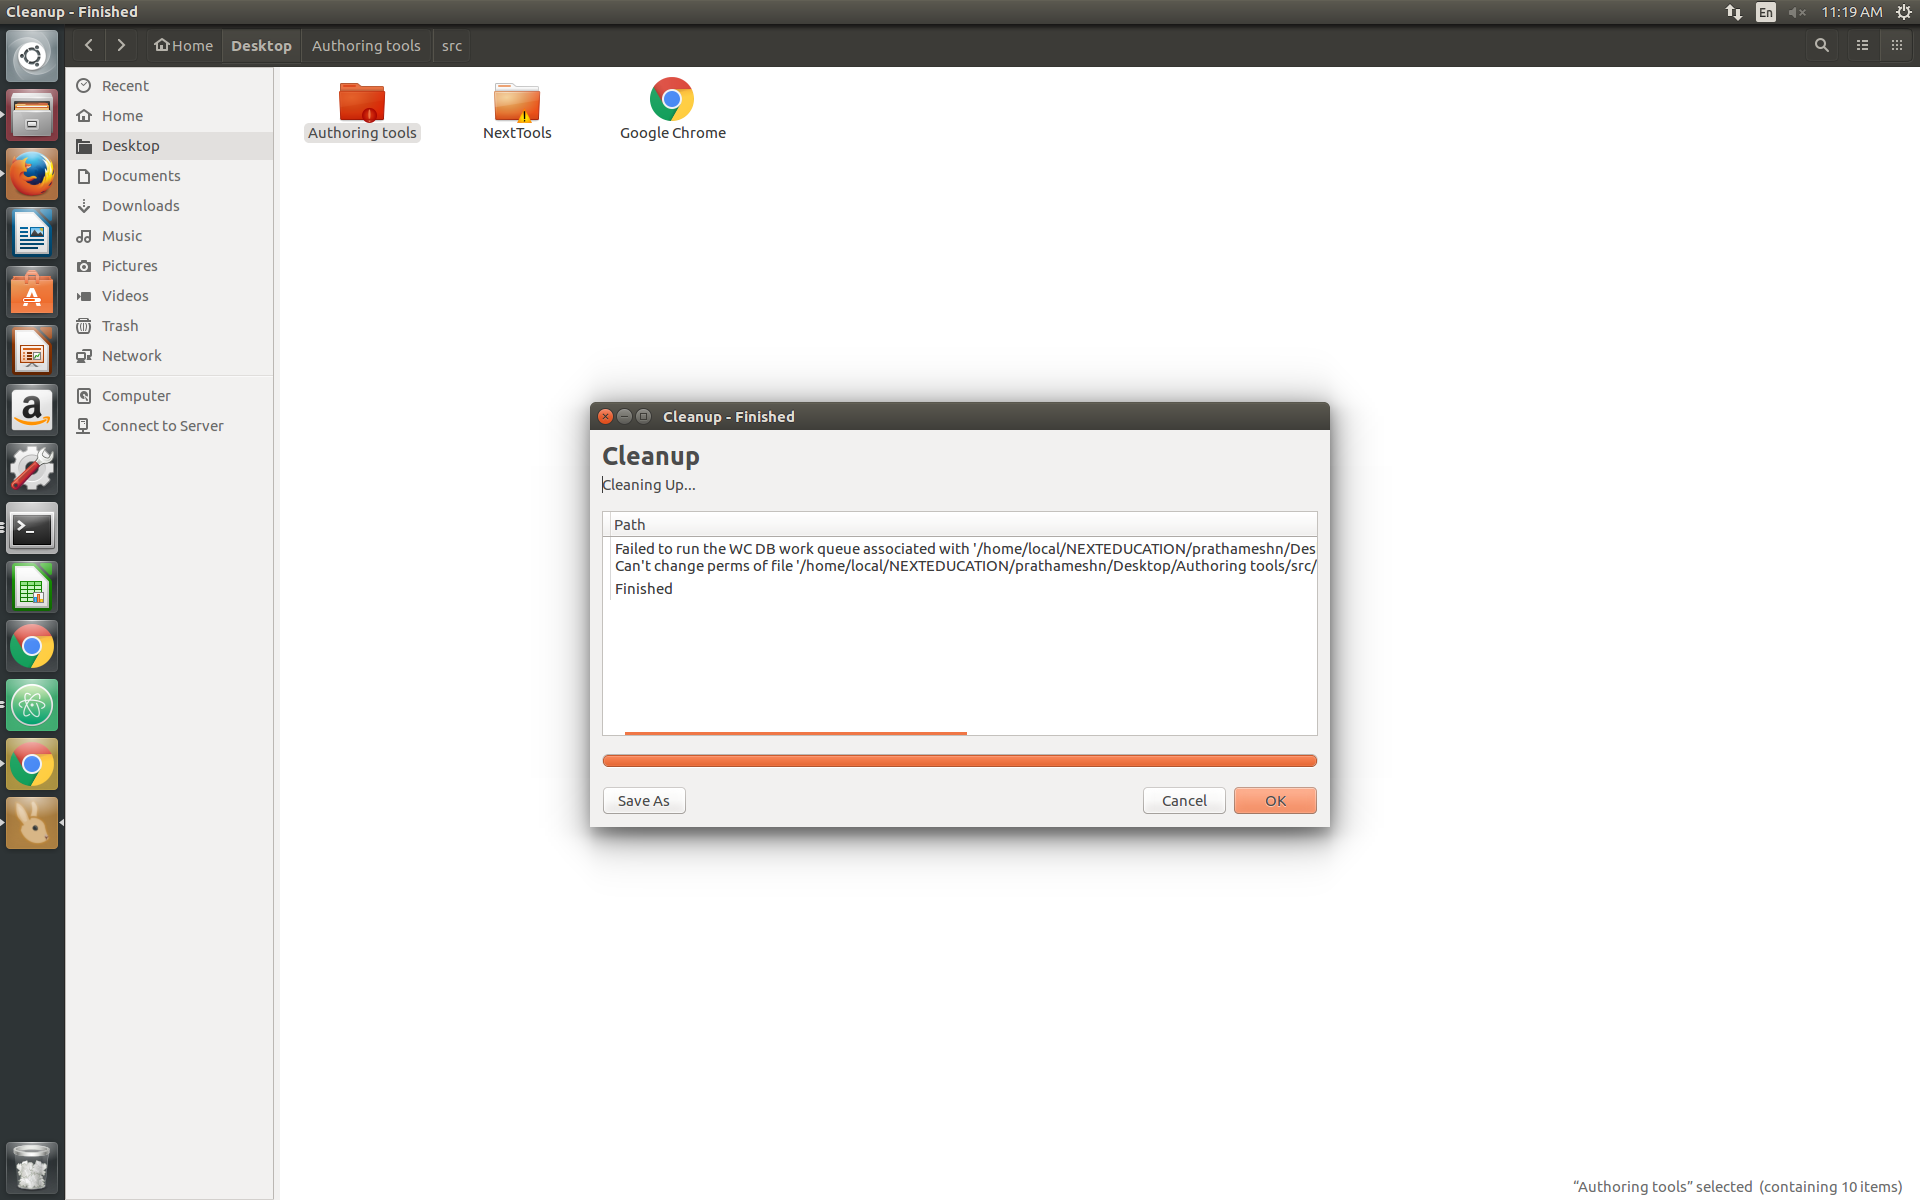 Cleanup - Finished
En
11:19 AM
Home
Desktop
Authoring tools
src
Recent
Home
Desktop
Documents
Downloads
Music
Pictures
Videos
Trash
Network
Computer
Connect to Server
Authoring tools
NextTools
Google Chrome
Cleanup - Finished
Cleanup
Cleaning Up...
Path
Failed to run the WC DB work queue associated with '/home/local/NEXTEDUCATION/prathameshn/Des
Can't change perms of file '/home/local/NEXTEDUCATION/prathameshn/Desktop/Authoring tools/src/
Finished
Save As
Cancel
OK
“Authoring tools” selected (containing 10 items)